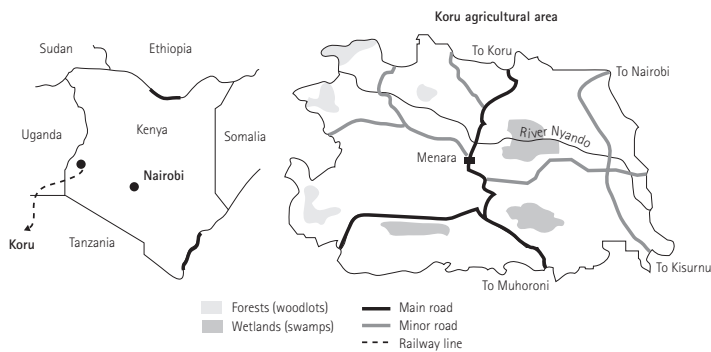 Koru agricultural area
Sudan
Ethiopia
To Koru
To Nairobi
Uganda
Kenya
Somalia
River Nyando
Menara
Nairobi
Koru
Tanzania
To Kisurnu
To Muhoroni
Forests (woodlots)
Main road
Wetlands (swamps)
Minor road
Railway line